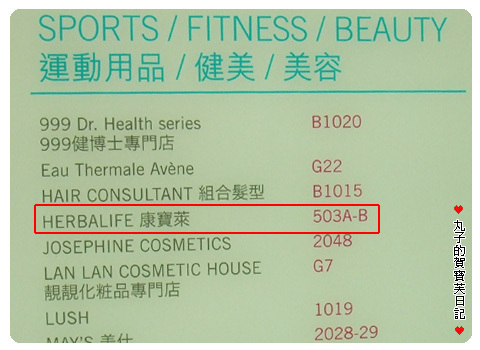 SPORTS / FITNESS / BEAUTY
運動用品 / 健美 / 美容
999 Dr. Health series B1020
999健博士專門店
Eau Thermale Avène G22
HAIR CONSULTANT 組合髮型 B1015
HERBALIFE 康寶萊 503A-B
JOSEPHINE COSMETICS 2048
LAN LAN COSMETIC HOUSE G7
靚靚化粧品專門店
LUSH 1019
MAY'S 美仕 2028-29
♥丸子的賀寶芙日記♥